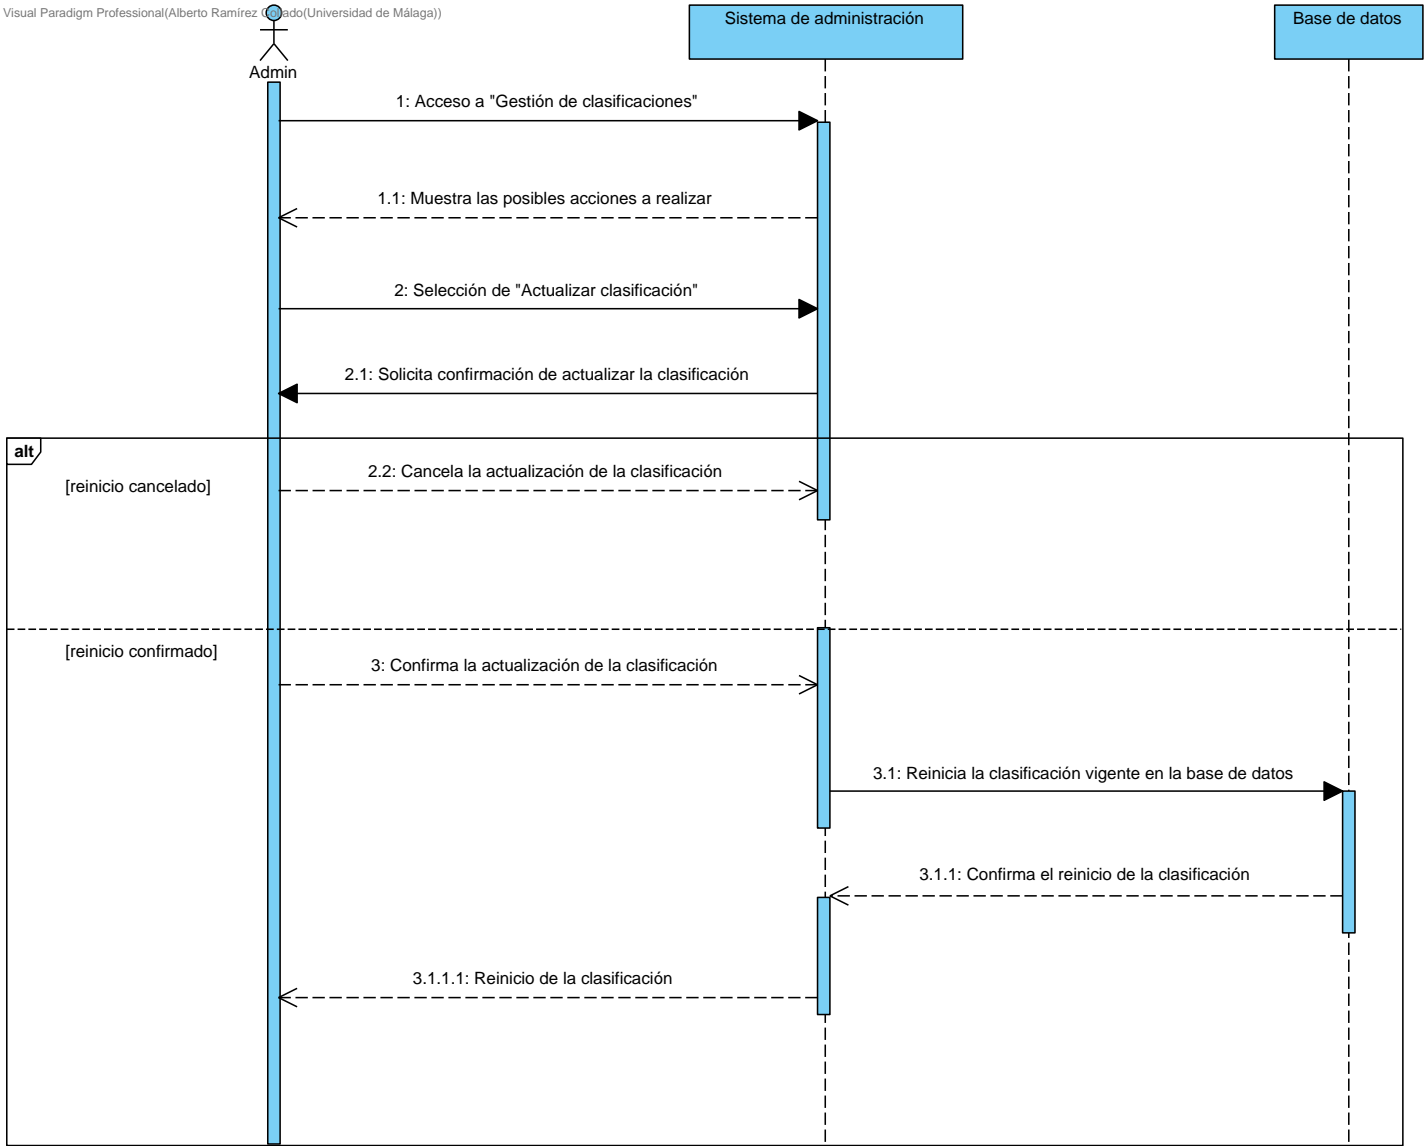 Visual Paradigm Professional(Alberto Ramírez Collado(Universidad de Málaga))
Sistema de administración
Base de datos
Admin
1: Acceso a "Gestión de clasificaciones"
1.1: Muestra las posibles acciones a realizar
2: Selección de "Actualizar clasificación"
2.1: Solicita confirmación de actualizar la clasificación
alt
2.2: Cancela la actualización de la clasificación
[reinicio cancelado]
[reinicio confirmado]
3: Confirma la actualización de la clasificación
3.1: Reinicia la clasificación vigente en la base de datos
3.1.1: Confirma el reinicio de la clasificación
3.1.1.1: Reinicio de la clasificación